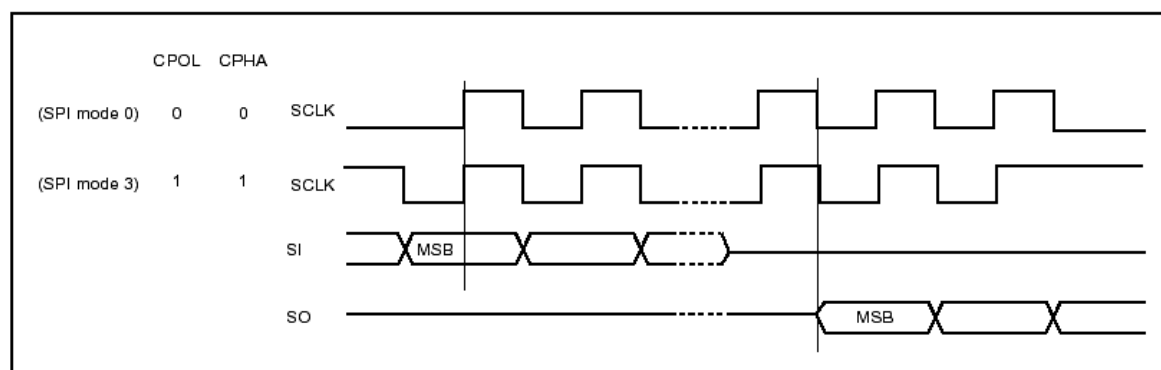 CPOL CPHA
(SPI mode 0) 0 0 SCLK
(SPI mode 3) 1 1 SCLK
SI MSB
SO MSB